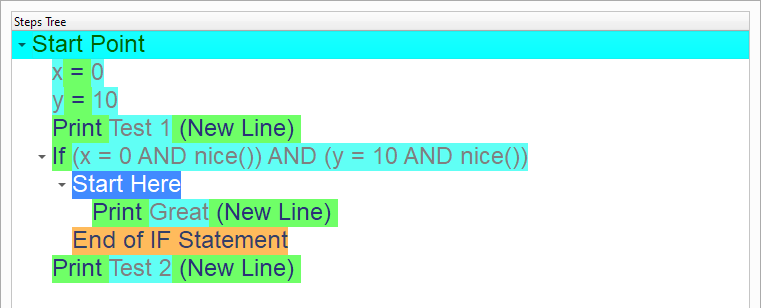 Steps Tree
Start Point
x = 0
y = 10
Print Test 1 (New Line)
If (x = 0 AND nice()) AND (y = 10 AND nice())
Start Here
Print Great (New Line)
End of IF Statement
Print Test 2 (New Line)